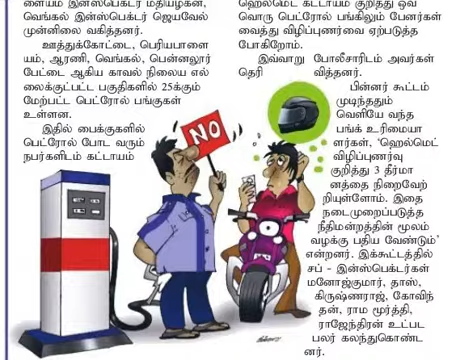 ளையம் இன்ஸ்பெக்டர் மதியழகன்,
வெங்கல் இன்ஸ்பெக்டர் ஜெயவேல்
முன்னிலை வகித்தனர்.
ஊத்துக்கோட்டை, பெரியபாளை
யம், ஆரணி, வெங்கல், பென்னலூர்
பேட்டை ஆகிய காவல் நிலைய எல்
லைக்குட்பட்ட பகுதிகளில் 25க்கும்
மேற்பட்ட பெட்ரோல் பங்குகள்
உள்ளன.
இதில் பைக்குகளில்
பெட்ரோல் போட வரும்
நபர்களிடம் கட்டாயம்
ஹெல்மெட் கட்டாயம் குறித்து ஒவ்
வொரு பெட்ரோல் பங்கிலும் பேனர்கள்
வைத்து விழிப்புணர்வை ஏற்படுத்த
போகிறோம்.
இவ்வாறு போலீசாரிடம் அவர்கள்
தெரி வித்தனர்.
பின்னர் கூட்டம்
முடிந்ததும்
வெளியே வந்த
பங்க் உரிமையா
ளர்கள், 'ஹெல்மெட்
விழிப்புணர்வு
குறித்து 3 தீர்மா
னத்தை நிறைவேற்
றியுள்ளோம். இதை
நடைமுறைப்படுத்த
நீதிமன்றத்தின் மூலம்
வழக்கு பதிய வேண்டும்'
என்றனர். இக்கூட்டத்தில்
சப் - இன்ஸ்பெக்டர்கள்
மனோஜ்குமார், தாஸ்,
கிருஷ்ணராஜ், கோவிந்
தன், ராம மூர்த்தி,
ராஜேந்திரன் உட்பட
பலர் கலந்துகொண்ட
னர்.
NO